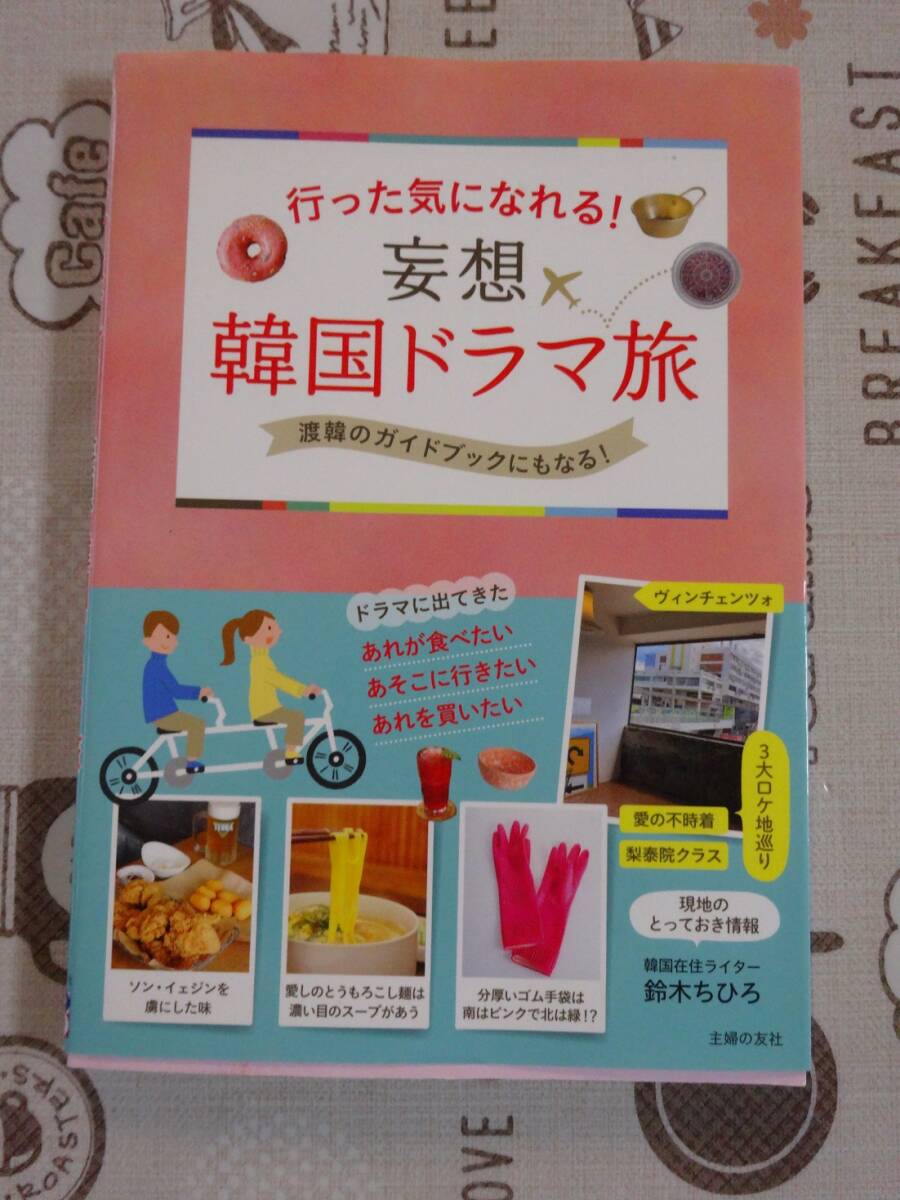 行った気になれる!
妄想
韓国ドラマ旅
渡韓のガイドブックにもなる!
ドラマに出てきた
あれが食べたい
あそこに行きたい
あれを買いたい
ヴィンチェンツォ
3大ロケ地巡り
愛の不時着
梨泰院クラス
現地の
とっておき情報
韓国在住ライター
鈴木ちひろ
主婦の友社
ソン・イェジンを
虜にした味
愛しのとうもろこし麺は
濃い目のスープがあう
分厚いゴム手袋は
南はピンクで北は緑!?
Cafe
BREAKFAST
TERRA
ROASTERS